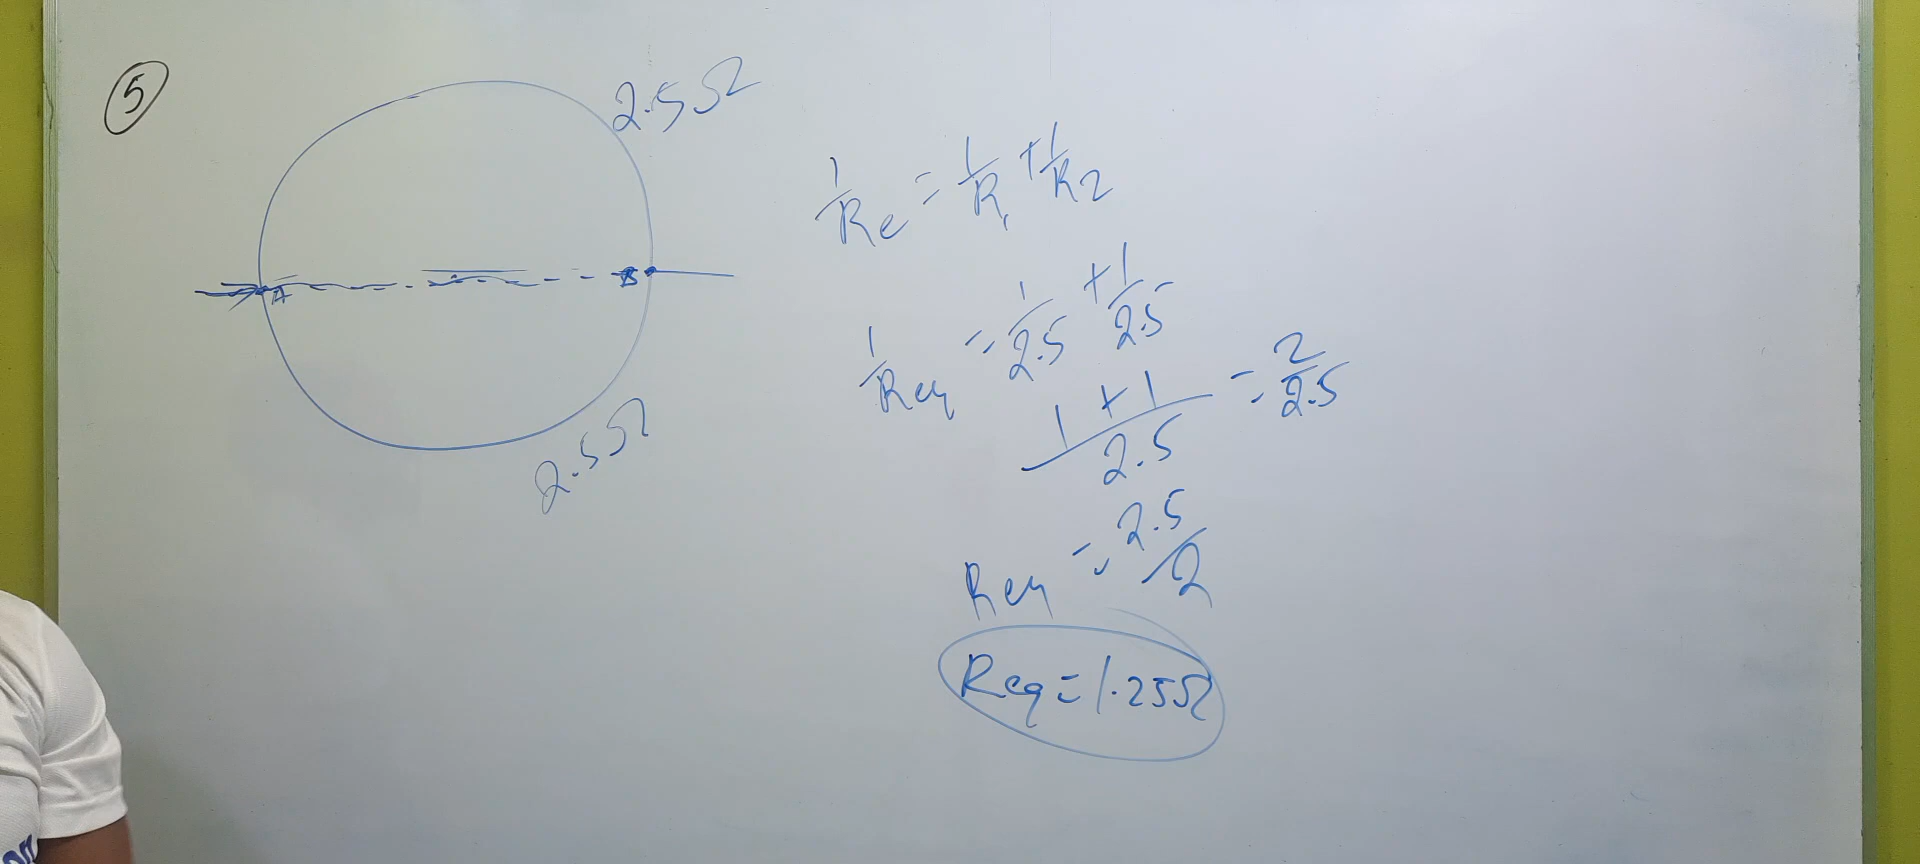 5
2.5Ω
A
B
2.5Ω
1/Re = 1/R1 + 1/R2
1/Req = 1/2.5 + 1/2.5
1+1/2.5 = 2/2.5
Req = 2.5/2
Req = 1.25Ω